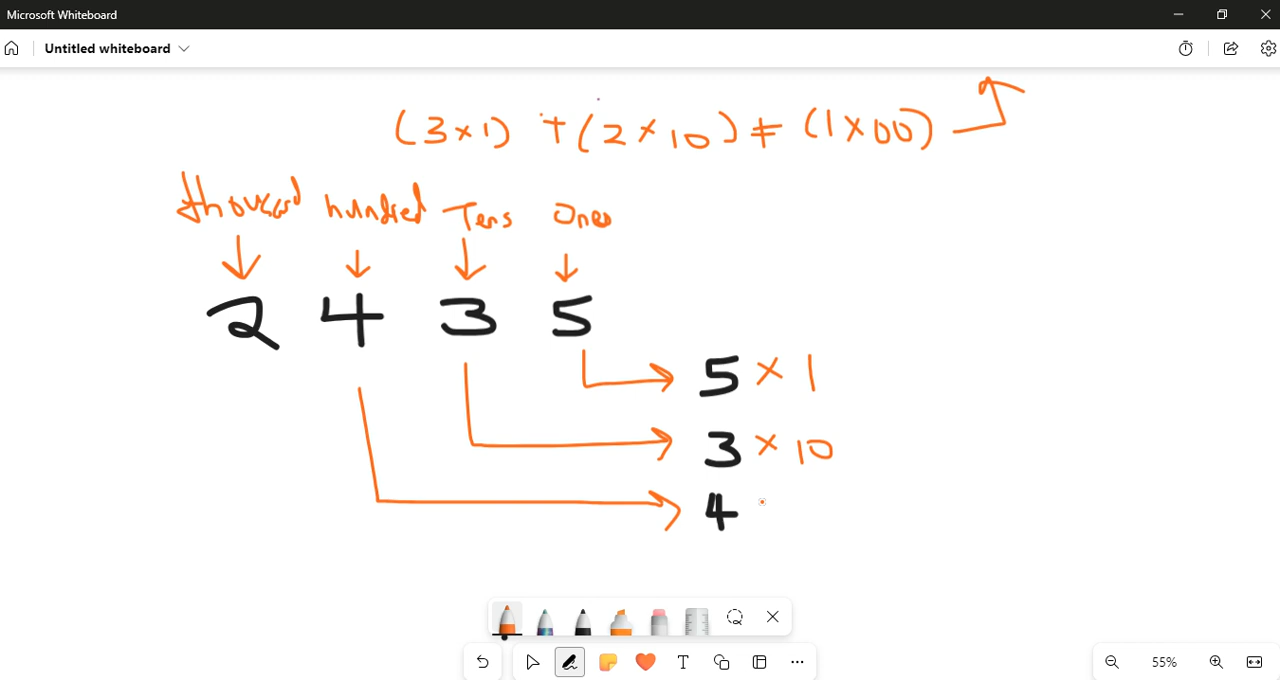 Microsoft Whiteboard
Untitled whiteboard
(3 × 1) + (2 × 10) + (1 × 00)
thousand hundred Tens Ones
2 4 3 5
5 × 1
3 × 10
4
T
55%